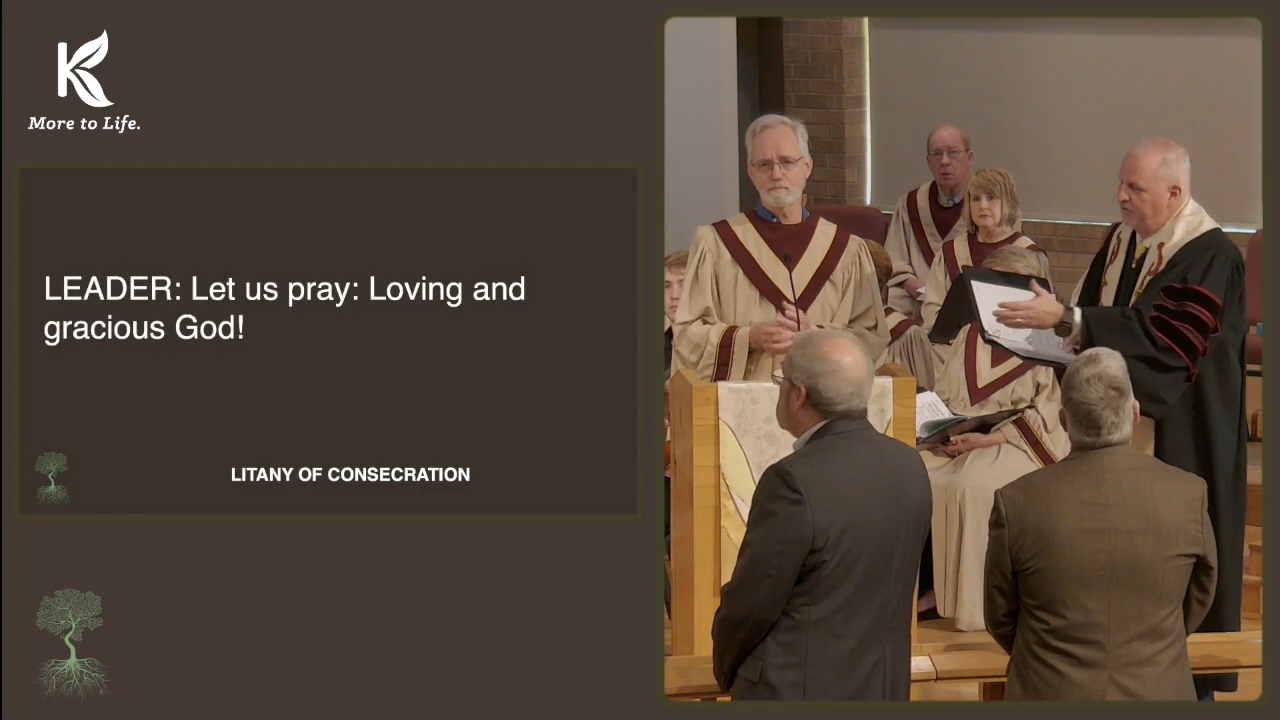 K
More to Life.
LEADER: Let us pray: Loving and
gracious God!
LITANY OF CONSECRATION